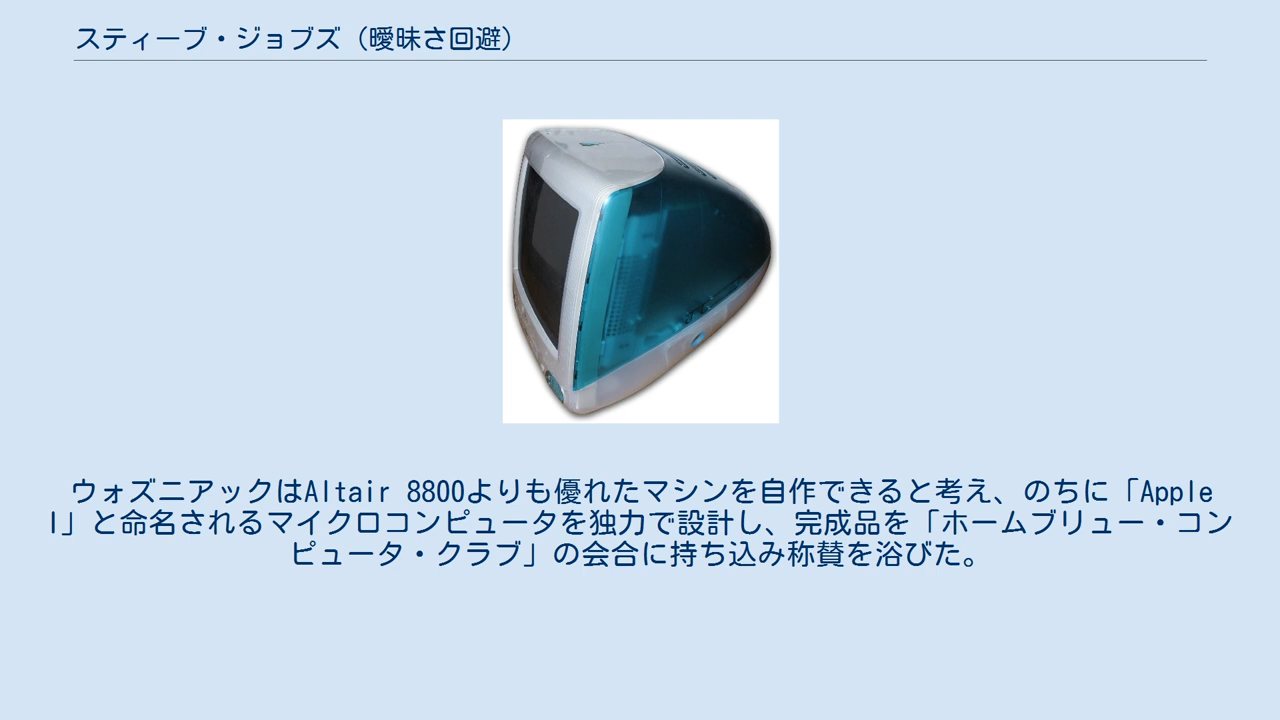 スティーブ・ジョブズ（曖昧さ回避）
ウォズニアックはAltair 8800よりも優れたマシンを自作できると考え、のちに「Apple
I」と命名されるマイクロコンピュータを独力で設計し、完成品を「ホームブリュー・コン
ピュータ・クラブ」の会合に持ち込み称賛を浴びた。